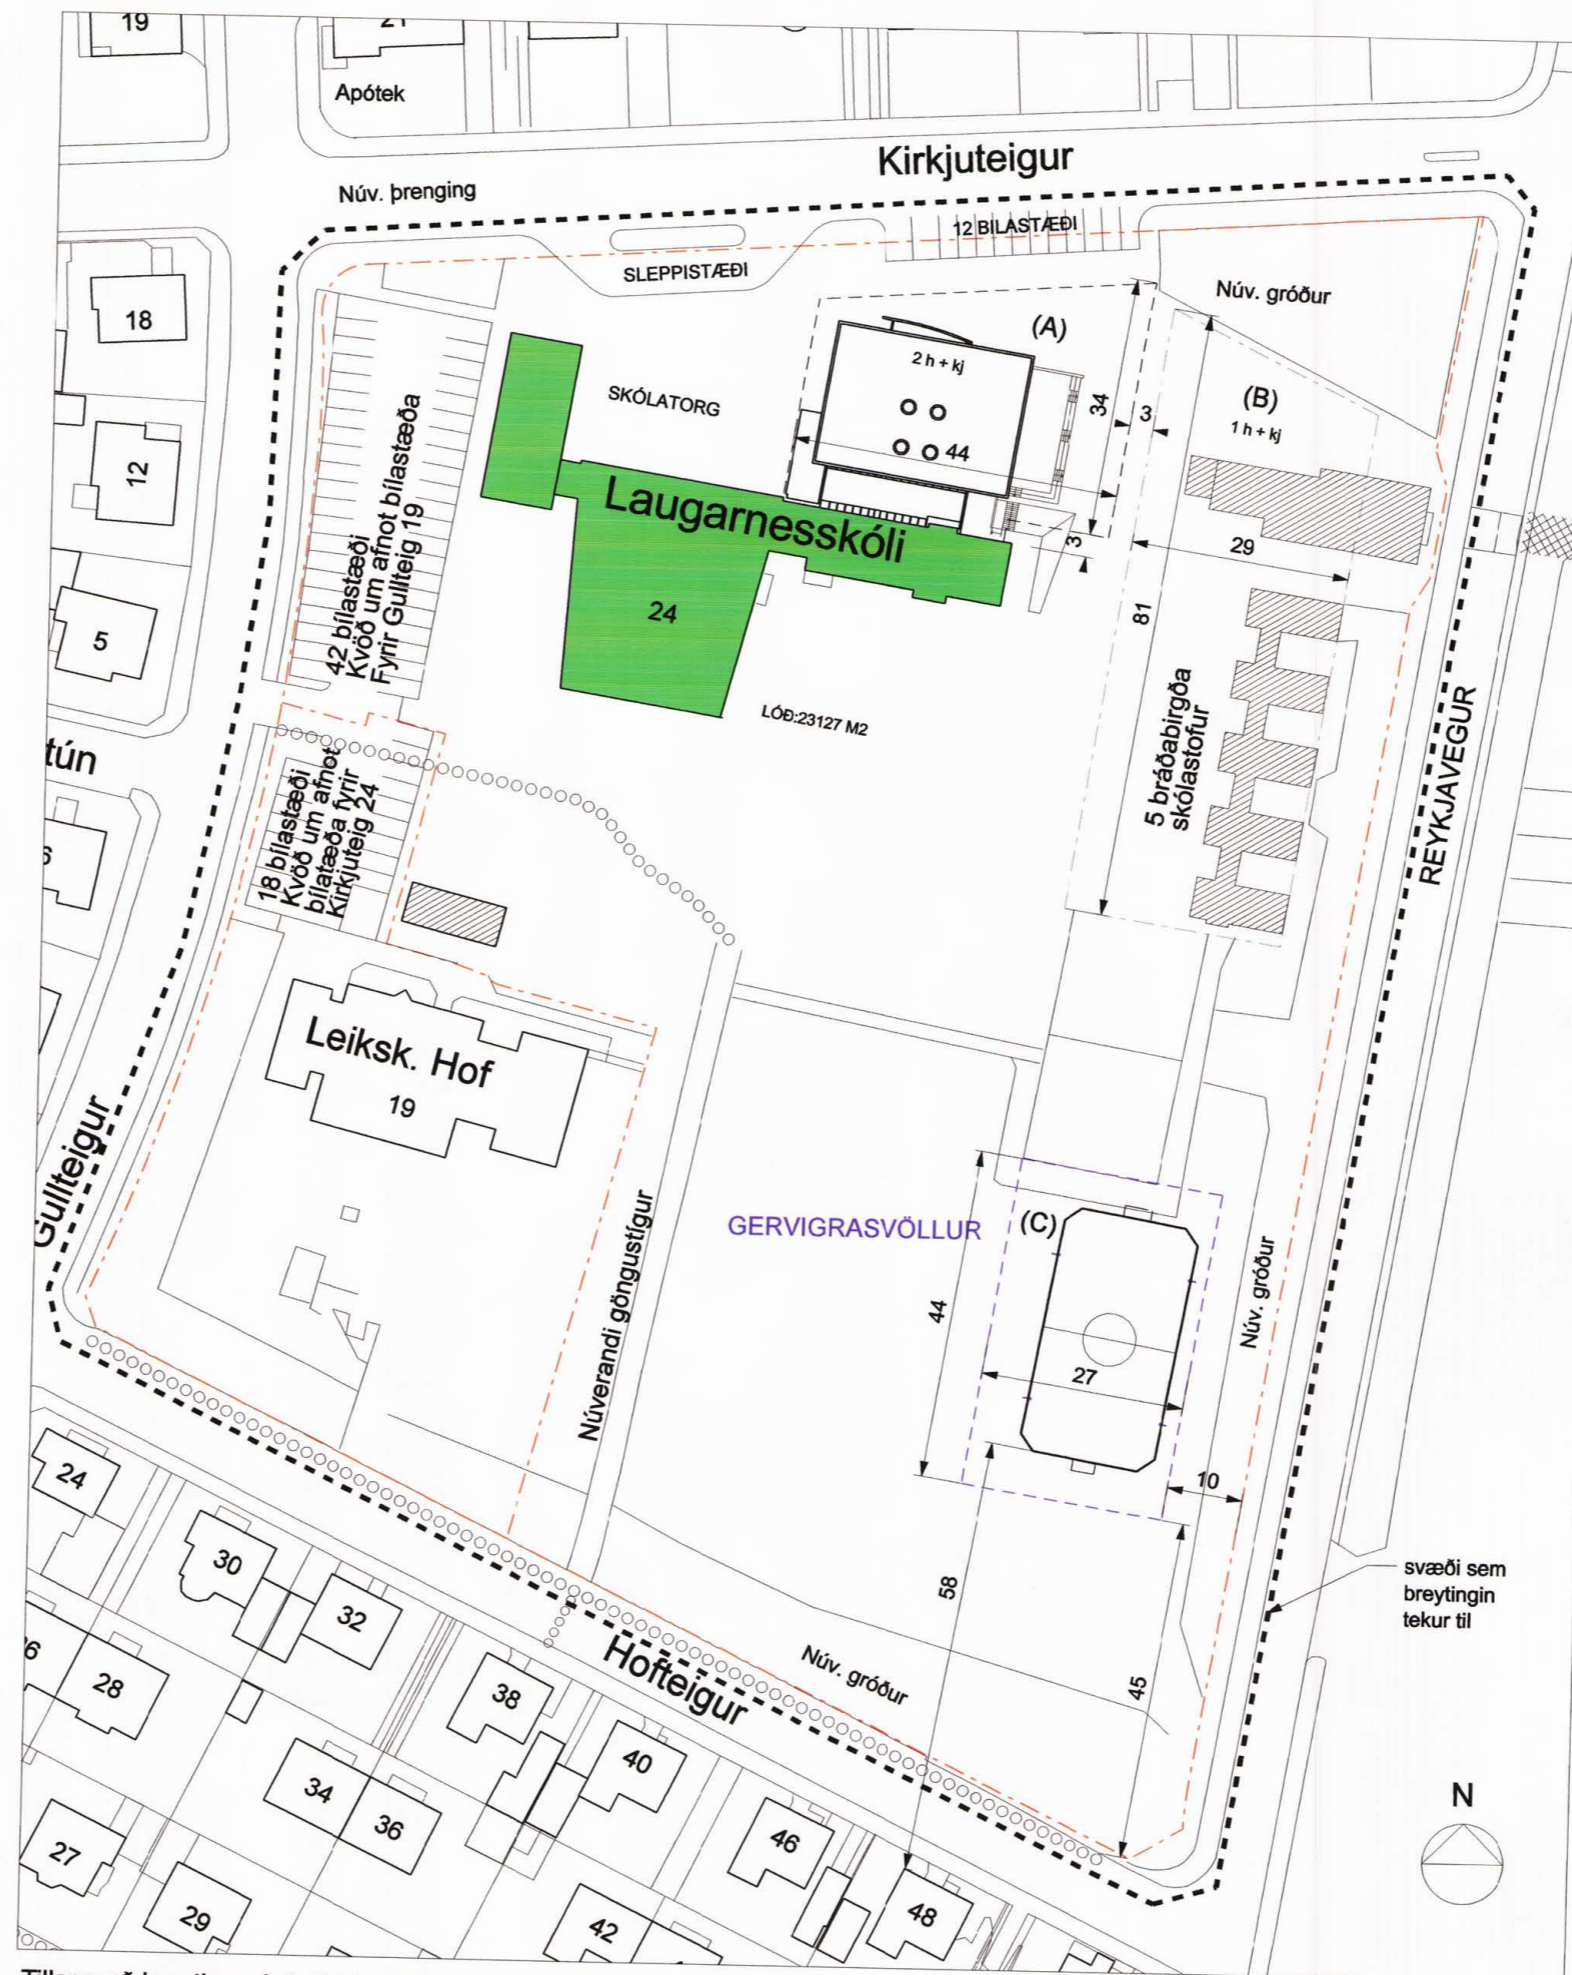 19
21
Apótek
Kirkjuteigur
Núv. þrenging
12 BILASTÆÐI
SLEPPISTÆÐI
Núv. gróður
18
(A)
2 h + kj
(B)
1 h + kj
SKÓLATORG
34
3
44
12
42 bílastæði
Kvöð um afnot bílastæða
Fyrir Gullteig 19
Laugarnesskóli
24
3
29
81
5
LÓÐ:23127 M2
5 bráðabirgða
skólastofur
REYKJAVEGUR
tún
18 bílastæði
Kvöð um afnot
bílatæða fyrir
Kirkjuteig 24
Leiksk. Hof
19
Gullteigur
Núverandi göngustígur
GERVIGRASVÖLLUR
(C)
44
27
Núv. gróður
10
58
45
svæði sem
breytingin
tekur til
24
30
32
28
38
Hofteigur
Núv. gróður
40
34
36
46
48
27
29
42
N